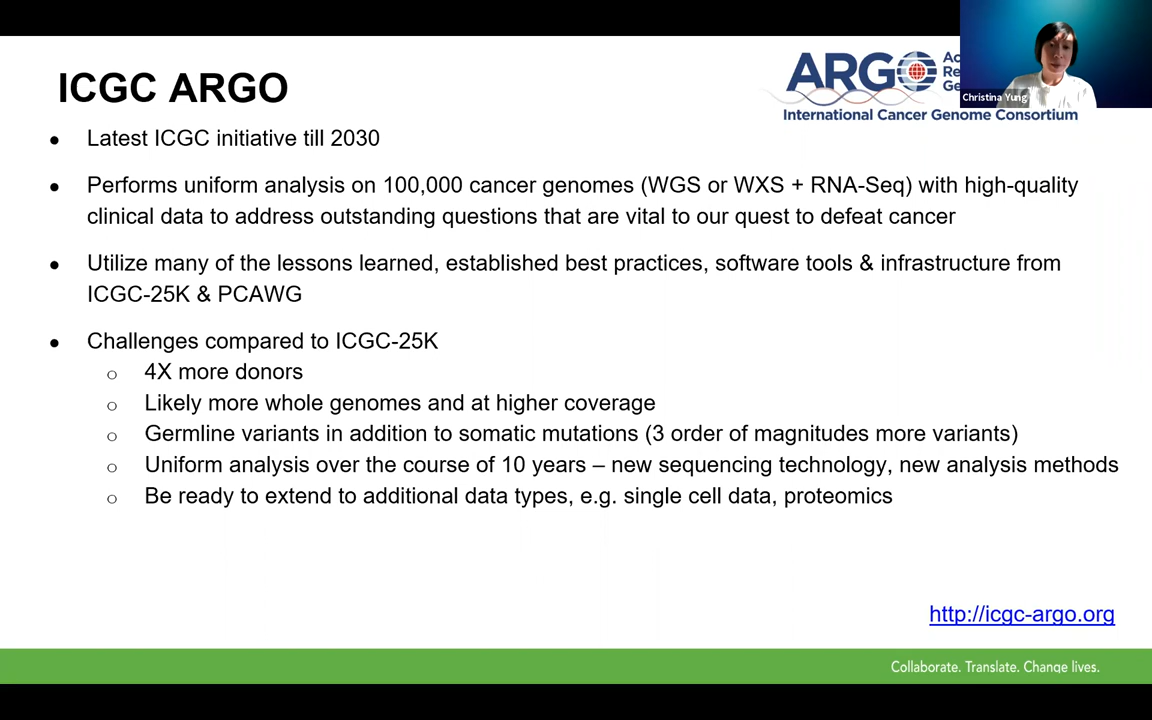 ICGC ARGO
ARGO
International Cancer Genome Consortium
Christina Yung
● Latest ICGC initiative till 2030
● Performs uniform analysis on 100,000 cancer genomes (WGS or WXS + RNA-Seq) with high-quality
clinical data to address outstanding questions that are vital to our quest to defeat cancer
● Utilize many of the lessons learned, established best practices, software tools & infrastructure from
ICGC-25K & PCAWG
● Challenges compared to ICGC-25K
○ 4X more donors
○ Likely more whole genomes and at higher coverage
○ Germline variants in addition to somatic mutations (3 order of magnitudes more variants)
○ Uniform analysis over the course of 10 years – new sequencing technology, new analysis methods
○ Be ready to extend to additional data types, e.g. single cell data, proteomics
http://icgc-argo.org
Collaborate. Translate. Change lives.